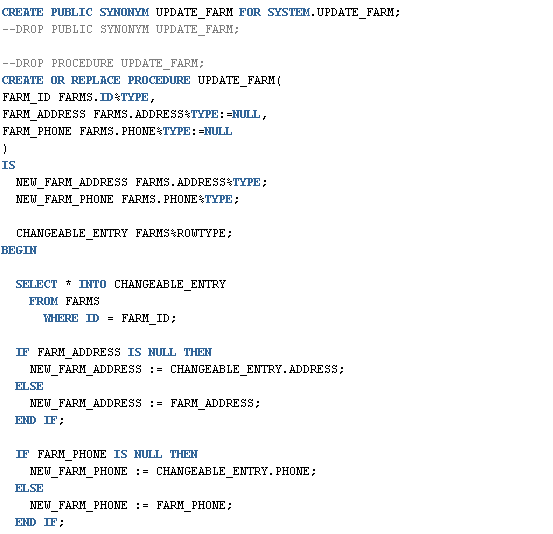 CREATE PUBLIC SYNONYM UPDATE_FARM FOR SYSTEM.UPDATE_FARM;
--DROP PUBLIC SYNONYM UPDATE_FARM;
--DROP PROCEDURE UPDATE_FARM;
CREATE OR REPLACE PROCEDURE UPDATE_FARM(
FARM_ID FARMS.ID%TYPE,
FARM_ADDRESS FARMS.ADDRESS%TYPE:=NULL,
FARM_PHONE FARMS.PHONE%TYPE:=NULL
)
IS
NEW_FARM_ADDRESS FARMS.ADDRESS%TYPE;
NEW_FARM_PHONE FARMS.PHONE%TYPE;
CHANGEABLE_ENTRY FARMS%ROWTYPE;
BEGIN
SELECT * INTO CHANGEABLE_ENTRY
FROM FARMS
WHERE ID = FARM_ID;
IF FARM_ADDRESS IS NULL THEN
NEW_FARM_ADDRESS := CHANGEABLE_ENTRY.ADDRESS;
ELSE
NEW_FARM_ADDRESS := FARM_ADDRESS;
END IF;
IF FARM_PHONE IS NULL THEN
NEW_FARM_PHONE := CHANGEABLE_ENTRY.PHONE;
ELSE
NEW_FARM_PHONE := FARM_PHONE;
END IF;